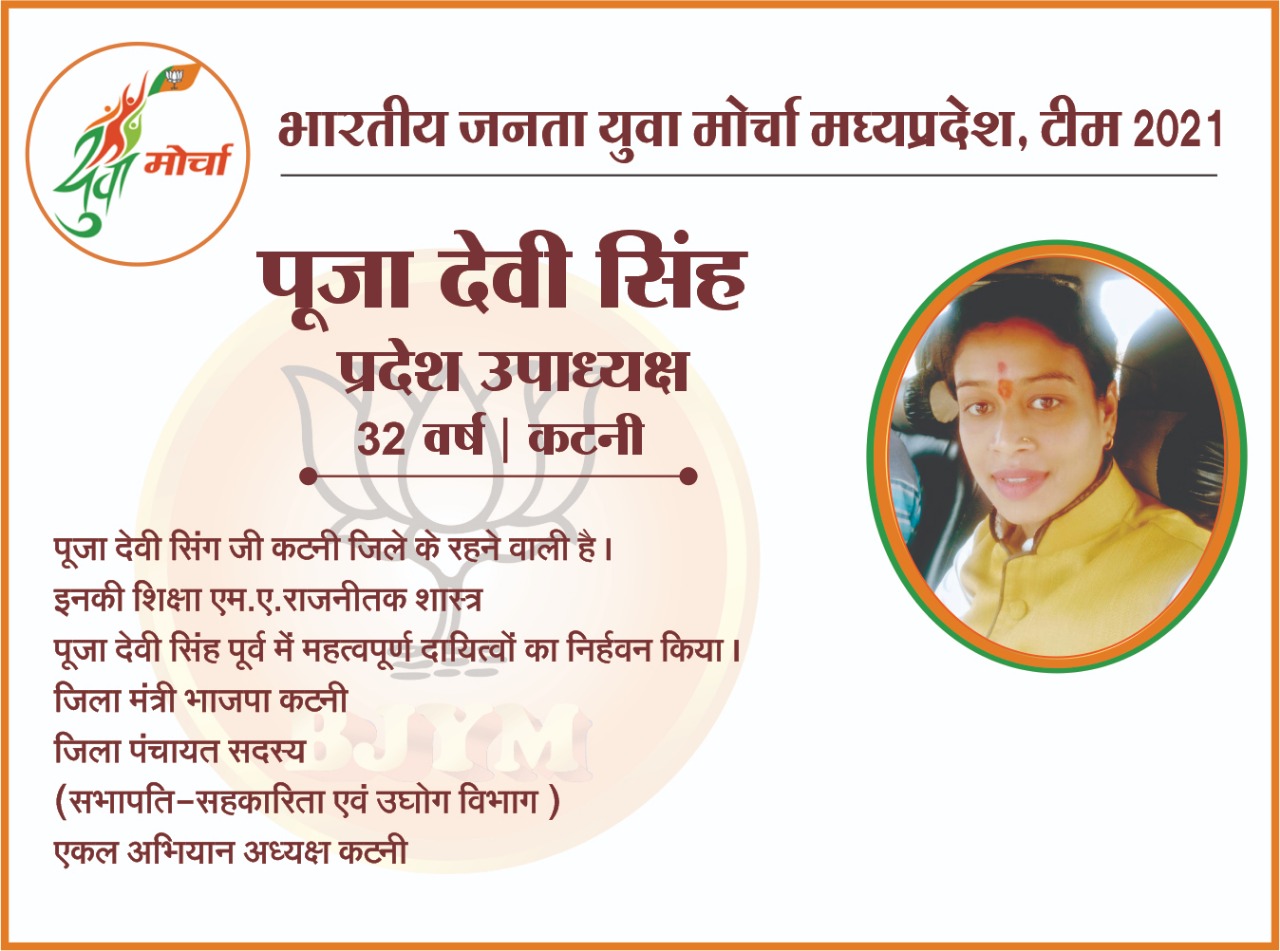 युवा मोर्चा
भारतीय जनता युवा मोर्चा मध्यप्रदेश, टीम 2021
पूजा देवी सिंह
प्रदेश उपाध्यक्ष
32 वर्ष | कटनी
पूजा देवी सिंग जी कटनी जिले के रहने वाली है।
इनकी शिक्षा एम.ए.राजनीतक शास्त्र
पूजा देवी सिंह पूर्व में महत्वपूर्ण दायित्वों का निर्हवन किया।
जिला मंत्री भाजपा कटनी
जिला पंचायत सदस्य
(सभापति-सहकारिता एवं उघोग विभाग )
एकल अभियान अध्यक्ष कटनी
BJYM